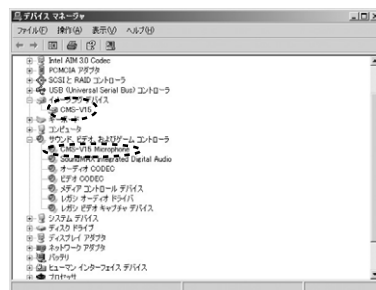 デバイス マネージャ
ファイル(F) 操作(A) 表示(V) ヘルプ(H)
Intel AIM 3.0 Codec
PCMCIA アダプタ
SCSI と RAID コントローラ
USB (Universal Serial Bus) コントローラ
イメージング デバイス
CMS-V15
キーボード
コンピュータ
サウンド、ビデオ、およびゲーム コントローラ
CMS-V15 Microphone
SoundMAX Integrated Digital Audio
オーディオ CODEC
ビデオ CODEC
メディア コントロール デバイス
レガシ オーディオ ドライバ
レガシ ビデオ キャプチャ デバイス
システム デバイス
ディスク ドライブ
ディスプレイ アダプタ
ネットワーク アダプタ
バッテリ
ヒューマン インターフェイス デバイス
プロセッサ